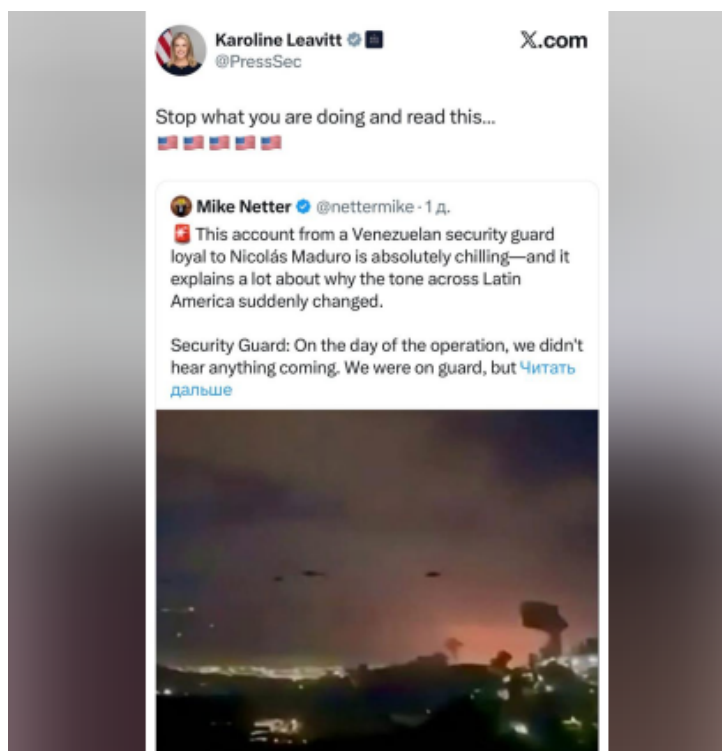 Karoline Leavitt
X.com
@PressSec
Stop what you are doing and read this...
🇺🇸 🇺🇸 🇺🇸 🇺🇸 🇺🇸
Mike Netter @nettermike · 1 д.
🚨 This account from a Venezuelan security guard
loyal to Nicolás Maduro is absolutely chilling—and it
explains a lot about why the tone across Latin
America suddenly changed.
Security Guard: On the day of the operation, we didn't
hear anything coming. We were on guard, but Читать
дальше